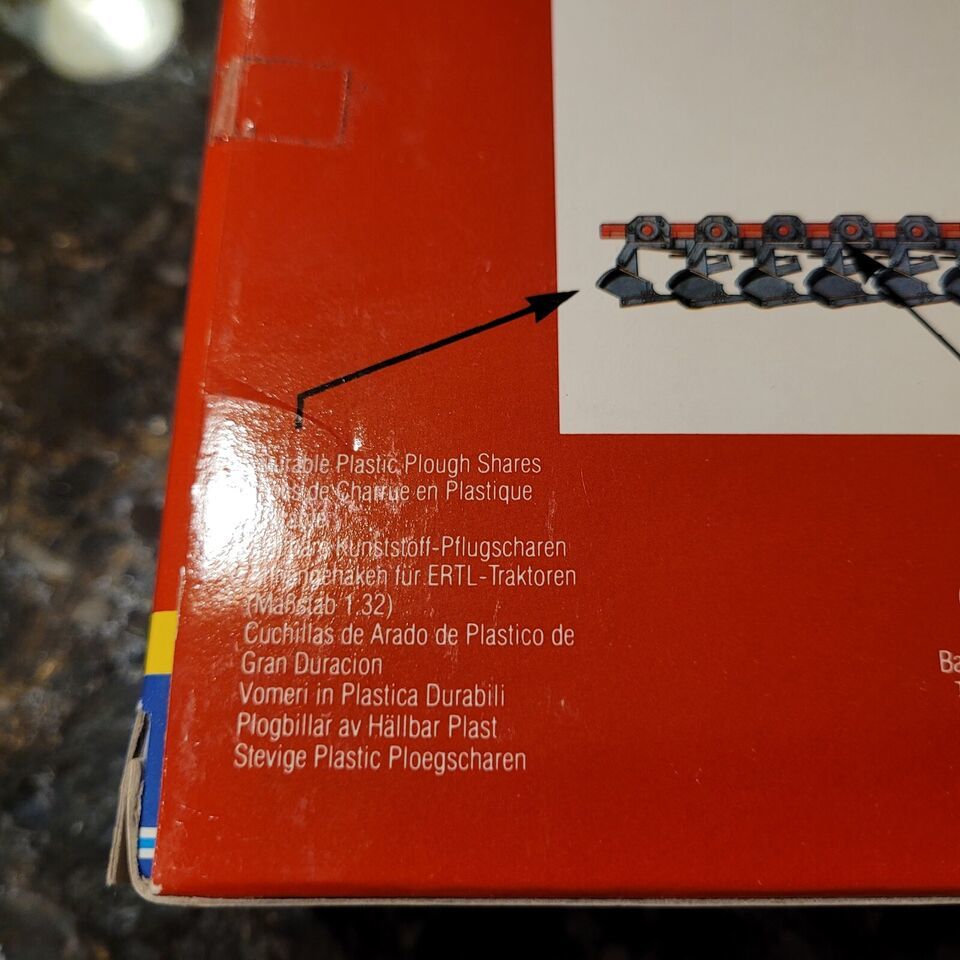 Durable Plastic Plough Shares
de Charrue en Plastique
Kunststoff-Pflugscharen
für ERTL-Traktoren
(Maßstab 1:32)
Cuchillas de Arado de Plastico de
Gran Duracion
Vomeri in Plastica Durabili
Plogbillar av Hällbar Plast
Stevige Plastic Ploegscharen